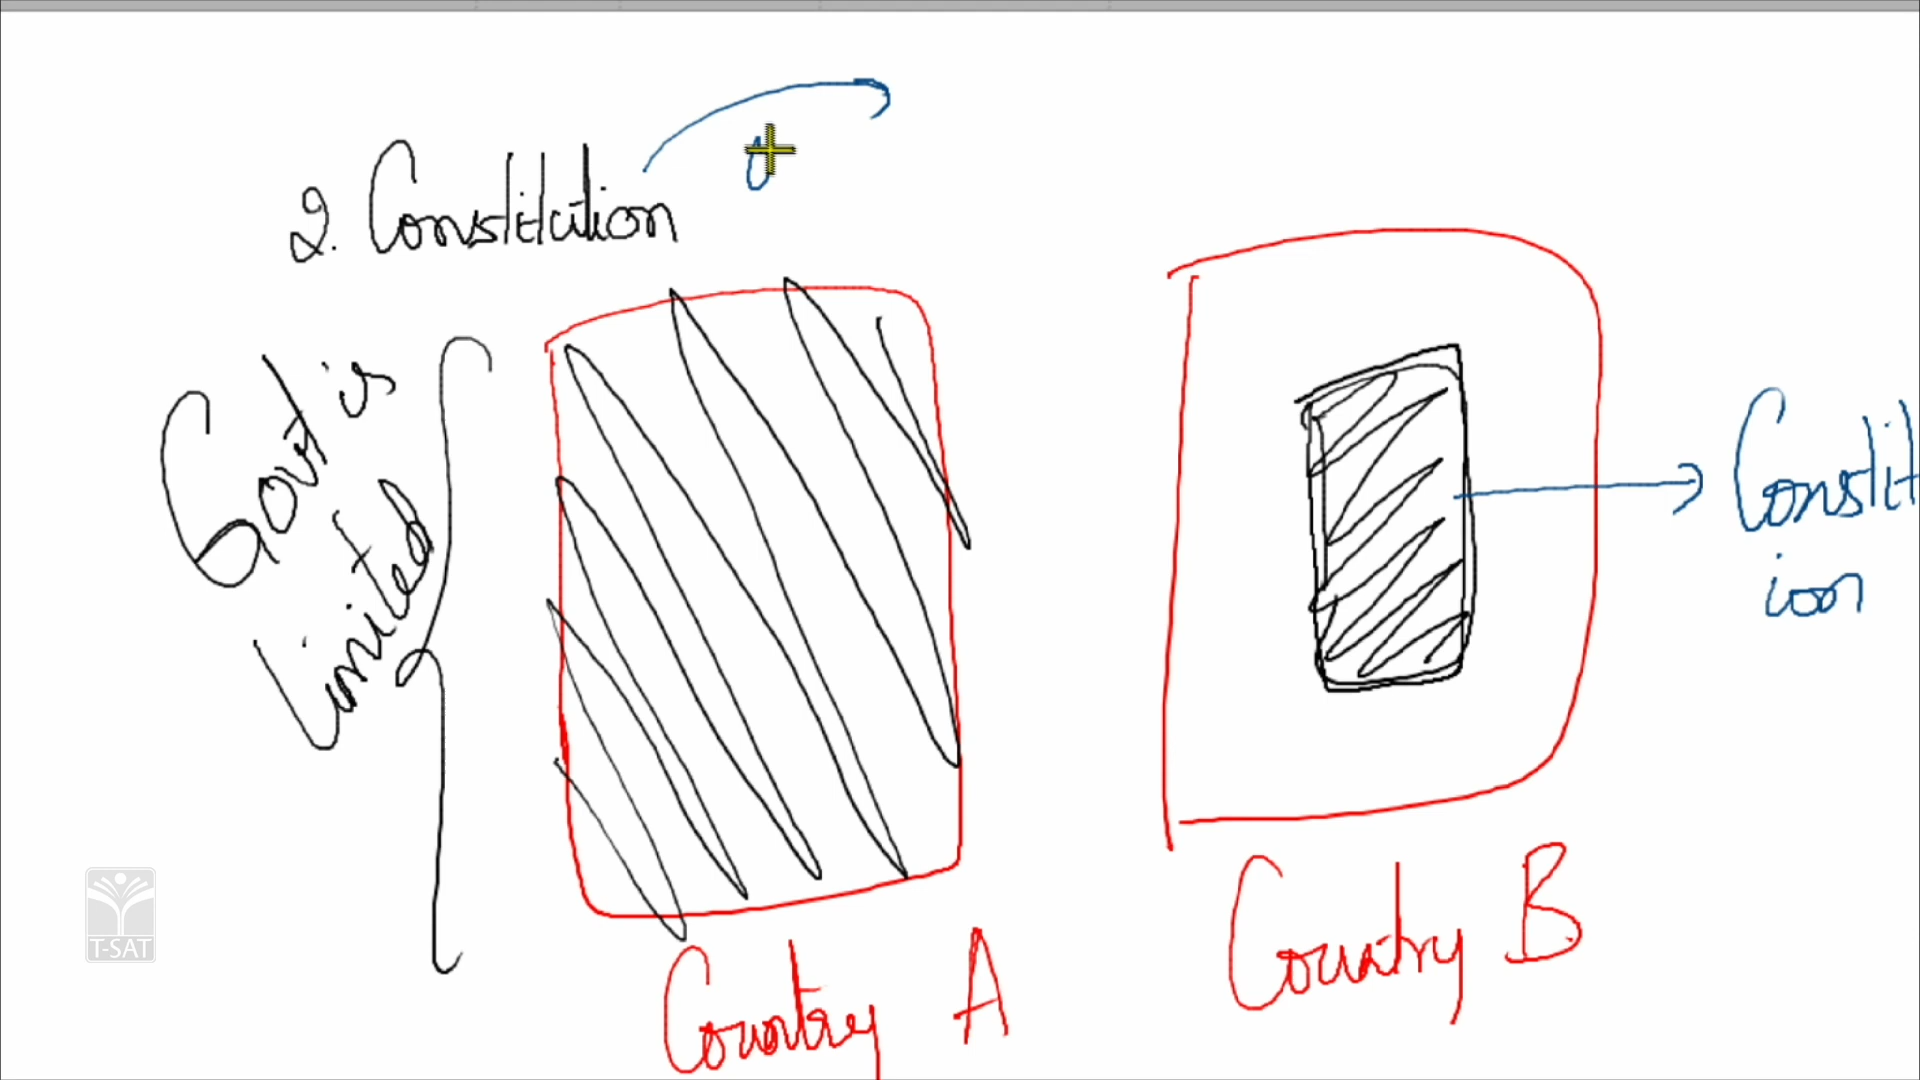 2. Constitution
Govt is
limited
Constit
ion
Country A
Country B
T-SAT